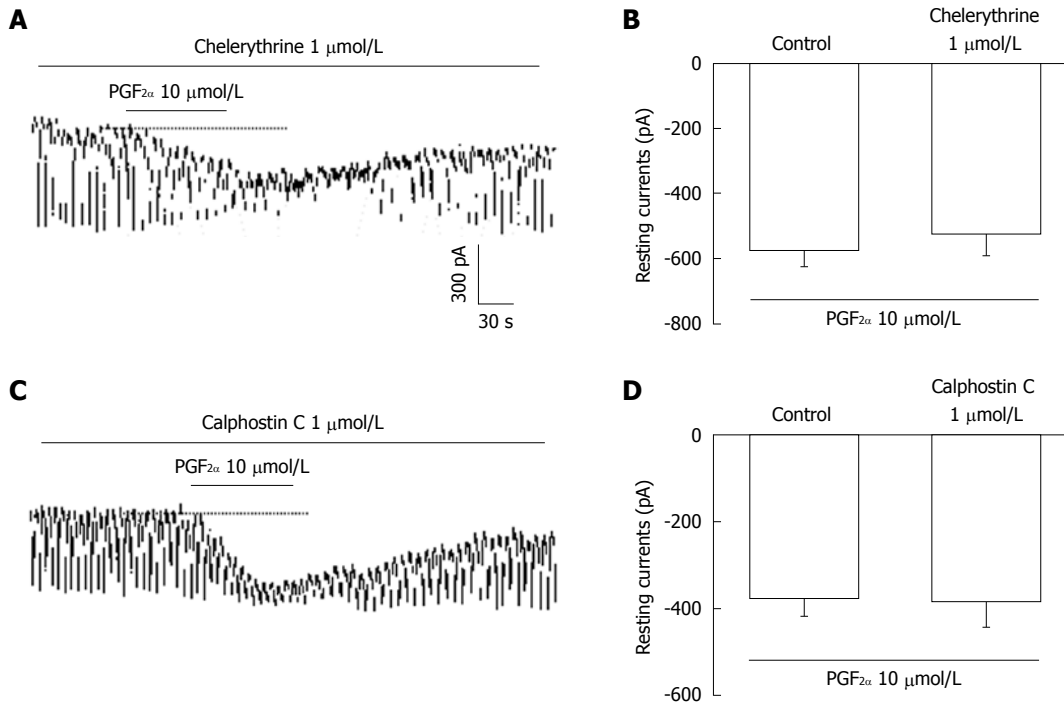 A
Chelerythrine 1 μmol/L
PGF2α 10 μmol/L
300 pA
30 s
B
Control
Chelerythrine
1 μmol/L
Resting currents (pA)
0
-200
-400
-600
-800
PGF2α 10 μmol/L
C
Calphostin C 1 μmol/L
PGF2α 10 μmol/L
D
Control
Calphostin C
1 μmol/L
Resting currents (pA)
0
-200
-400
-600
PGF2α 10 μmol/L